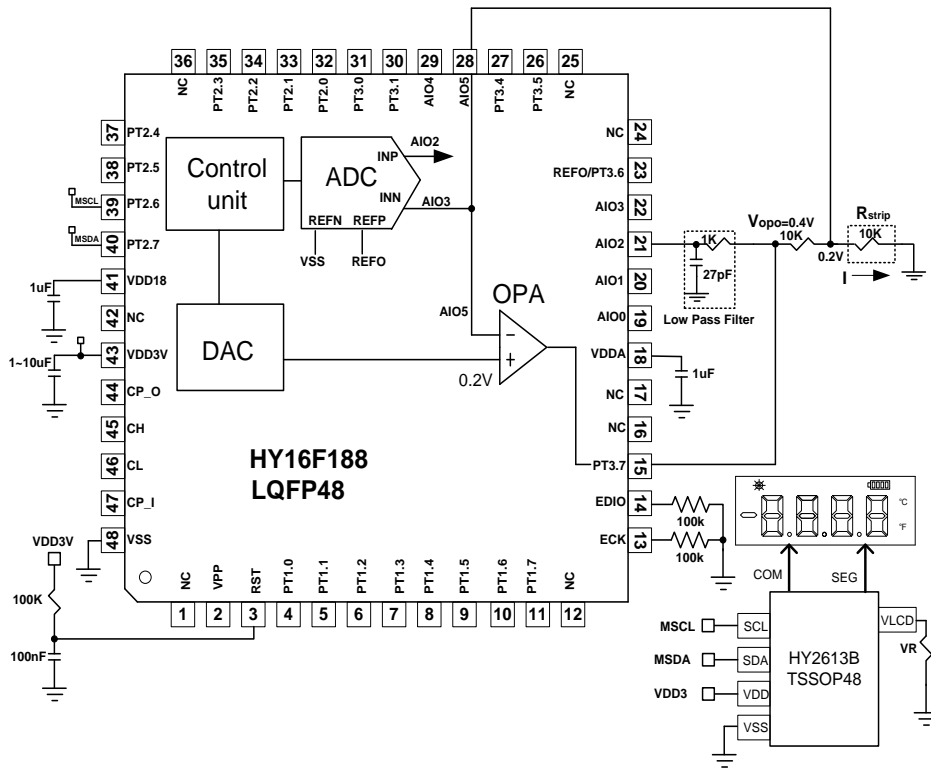 36 35 34 33 32 31 30 29 28 27 26 25
NC PT2.3 PT2.2 PT2.1 PT2.0 PT3.0 PT3.1 AIO4 AIO5 PT3.4 PT3.5 NC
37 PT2.4
38 PT2.5
MSCL 39 PT2.6
MSDA 40 PT2.7
1uF 41 VDD18
42 NC
1~10uF 43 VDD3V
44 CP_O
45 CH
46 CL
47 CP_I
48 VSS
Control
unit
ADC
INP
AIO2
INN
AIO3
REFN REFP
VSS REFO
DAC
AIO5
OPA
−
+
0.2V
HY16F188
LQFP48
NC 24
REFO/PT3.6 23
AIO3 22
AIO2 21
AIO1 20
AIO0 19
VDDA 18
1uF
NC 17
NC 16
PT3.7 15
EDIO 14
100k
ECK 13
100k
1K
27pF
Low Pass Filter
Vopo=0.4V
10K
0.2V
Rstrip
10K
I
VDD3V
100K
100nF
NC VPP RST PT1.0 PT1.1 PT1.2 PT1.3 PT1.4 PT1.5 PT1.6 PT1.7 NC
1 2 3 4 5 6 7 8 9 10 11 12
°C
°F
COM SEG
MSCL SCL
MSDA SDA
VDD3 VDD
VSS
VLCD
VR
HY2613B
TSSOP48